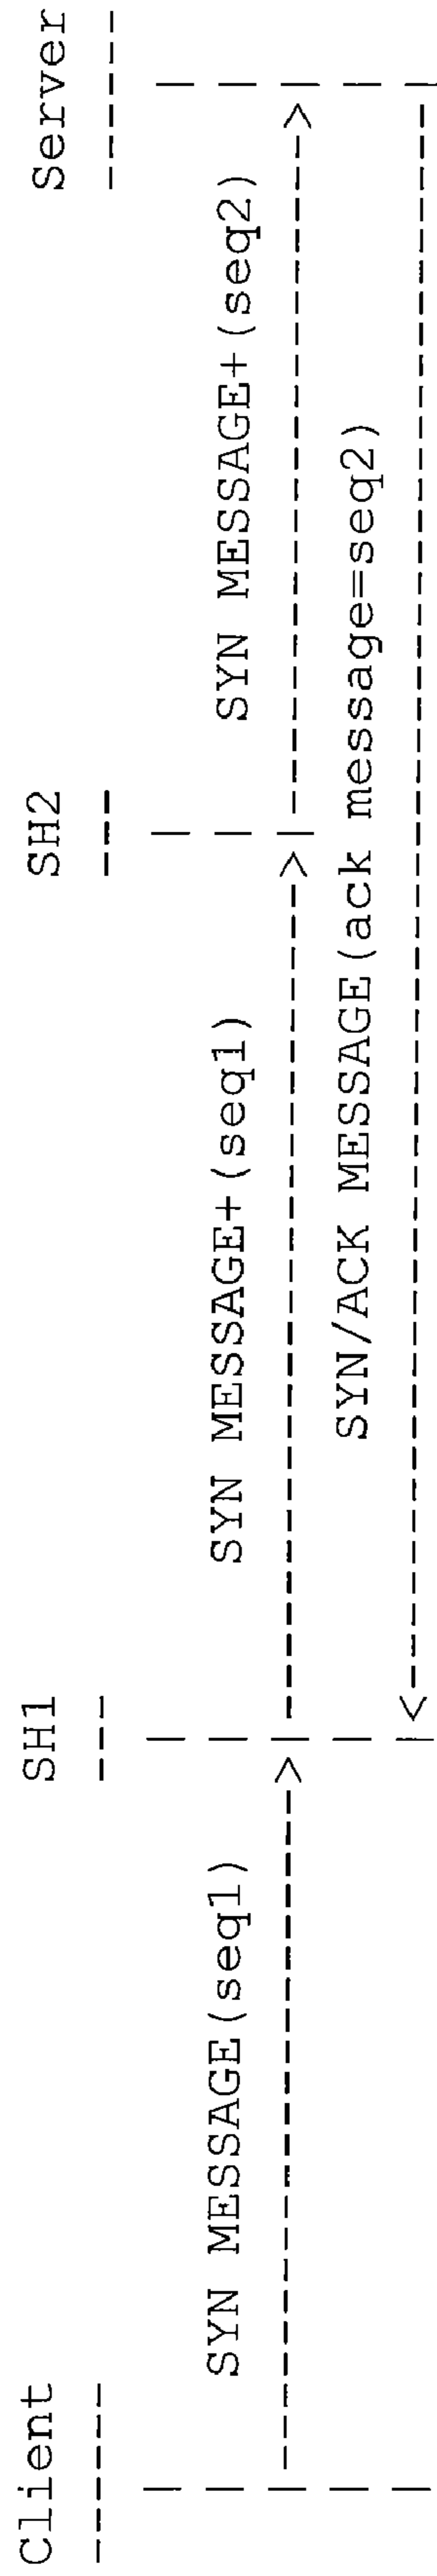 Client SH1 SH2 Server
SYN MESSAGE(seq1) SYN MESSAGE+(seq1) SYN MESSAGE+(seq2)
SYN/ACK MESSAGE(ack message=seq2)